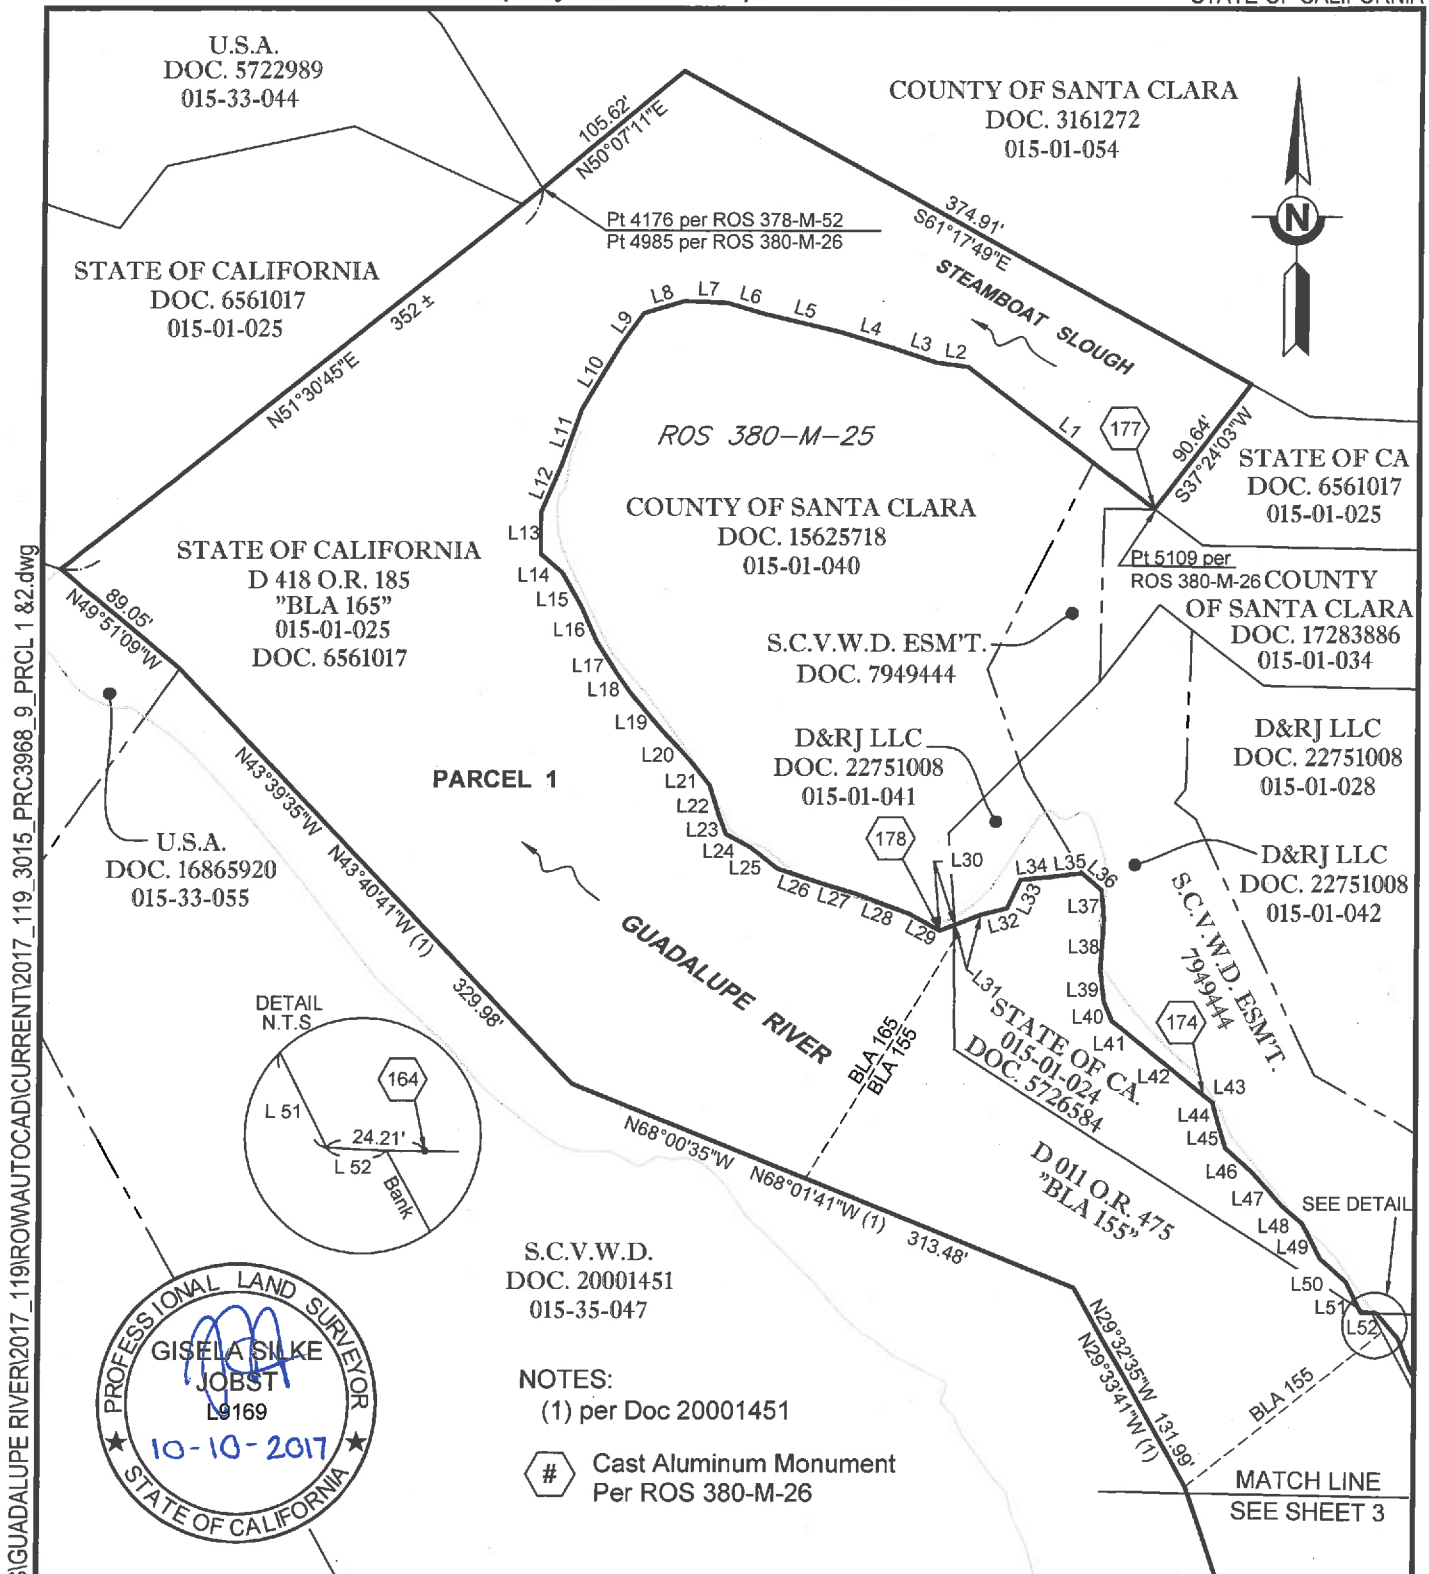 STATE OF CALIFORNIA
U.S.A.
DOC. 5722989
015-33-044
105.62'
N50°07'11"E
COUNTY OF SANTA CLARA
DOC. 3161272
015-01-054
N
Pt 4176 per ROS 378-M-52
Pt 4985 per ROS 380-M-26
374.91'
S61°17'49"E
STEAMBOAT SLOUGH
STATE OF CALIFORNIA
DOC. 6561017
015-01-025
352 ±
N51°30'45"E
L8
L7
L6
L5
L4
L3
L2
L1
L9
L10
L11
L12
L13
L14
L15
L16
L17
L18
L19
L20
L21
L22
L23
L24
L25
L26
L27
L28
L29
ROS 380-M-25
177
90.64'
S37°24'03"W
STATE OF CA
DOC. 6561017
015-01-025
COUNTY OF SANTA CLARA
DOC. 15625718
015-01-040
Pt 5109 per
ROS 380-M-26
COUNTY
OF SANTA CLARA
DOC. 17283886
015-01-034
STATE OF CALIFORNIA
D 418 O.R. 185
"BLA 165"
015-01-025
DOC. 6561017
89.05'
N49°51'09"W
S.C.V.W.D. ESM'T.
DOC. 7949444
D&RJ LLC
DOC. 22751008
015-01-041
D&RJ LLC
DOC. 22751008
015-01-028
PARCEL 1
N43°39'35"W
N43°40'41"W (1)
329.98'
U.S.A.
DOC. 16865920
015-33-055
178
L30
L34
L35
L36
L33
L32
L31
L37
L38
L39
L40
L41
L42
D&RJ LLC
DOC. 22751008
015-01-042
S.C.V.W.D. ESM'T.
7949444
GUADALUPE RIVER
BLA 165
BLA 155
STATE OF CA.
015-01-024
DOC. 5726584
174
L43
L44
L45
L46
L47
L48
L49
L50
L51
L52
DETAIL
N.T.S.
L 51
164
24.21'
L 52
Bank
N68°00'35"W
N68°01'41"W (1)
313.48'
D 011 O.R. 475
"BLA 155"
SEE DETAIL
S.C.V.W.D.
DOC. 20001451
015-35-047
N29°32'35"W
N29°33'41"W (1)
131.99'
BLA 155
PROFESSIONAL LAND SURVEYOR
GISELA SILKE
JOBST
L9169
10-10-2017
STATE OF CALIFORNIA
NOTES:
(1) per Doc 20001451
# Cast Aluminum Monument
Per ROS 380-M-26
MATCH LINE
SEE SHEET 3
GUADALUPE RIVER\2017_119\ROW\AUTOCAD\CURRENT\2017_119_3015_PRC3968_9_PRCL 1 &2.dwg